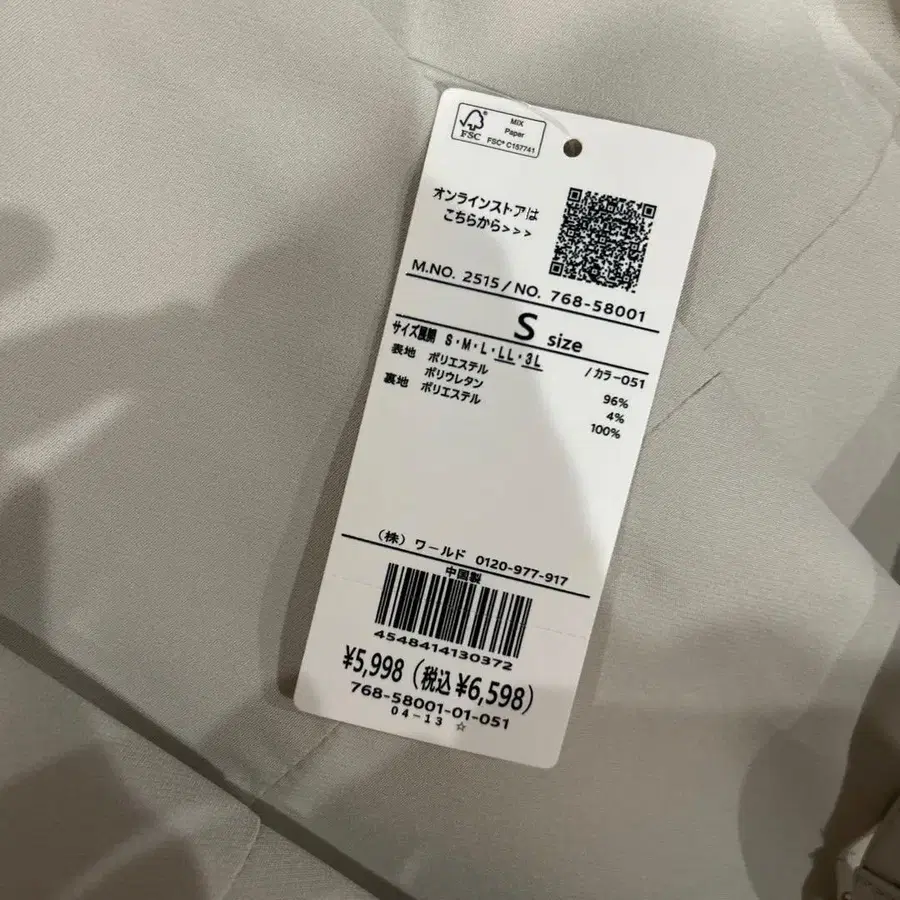 MIX
Paper
FSC
FSC® C157741
オンラインストアは
こちらから>>>
M.NO. 2515 / NO. 768-58001
S size
サイズ展開 S・M・L・LL・3L / カラー051
表地 ポリエステル 96%
ポリウレタン 4%
裏地 ポリエステル 100%
(株) ワールド 0120-977-917
中国製
4548414130372
¥5,998 (税込¥6,598)
768-58001-01-051
04-13 ☆